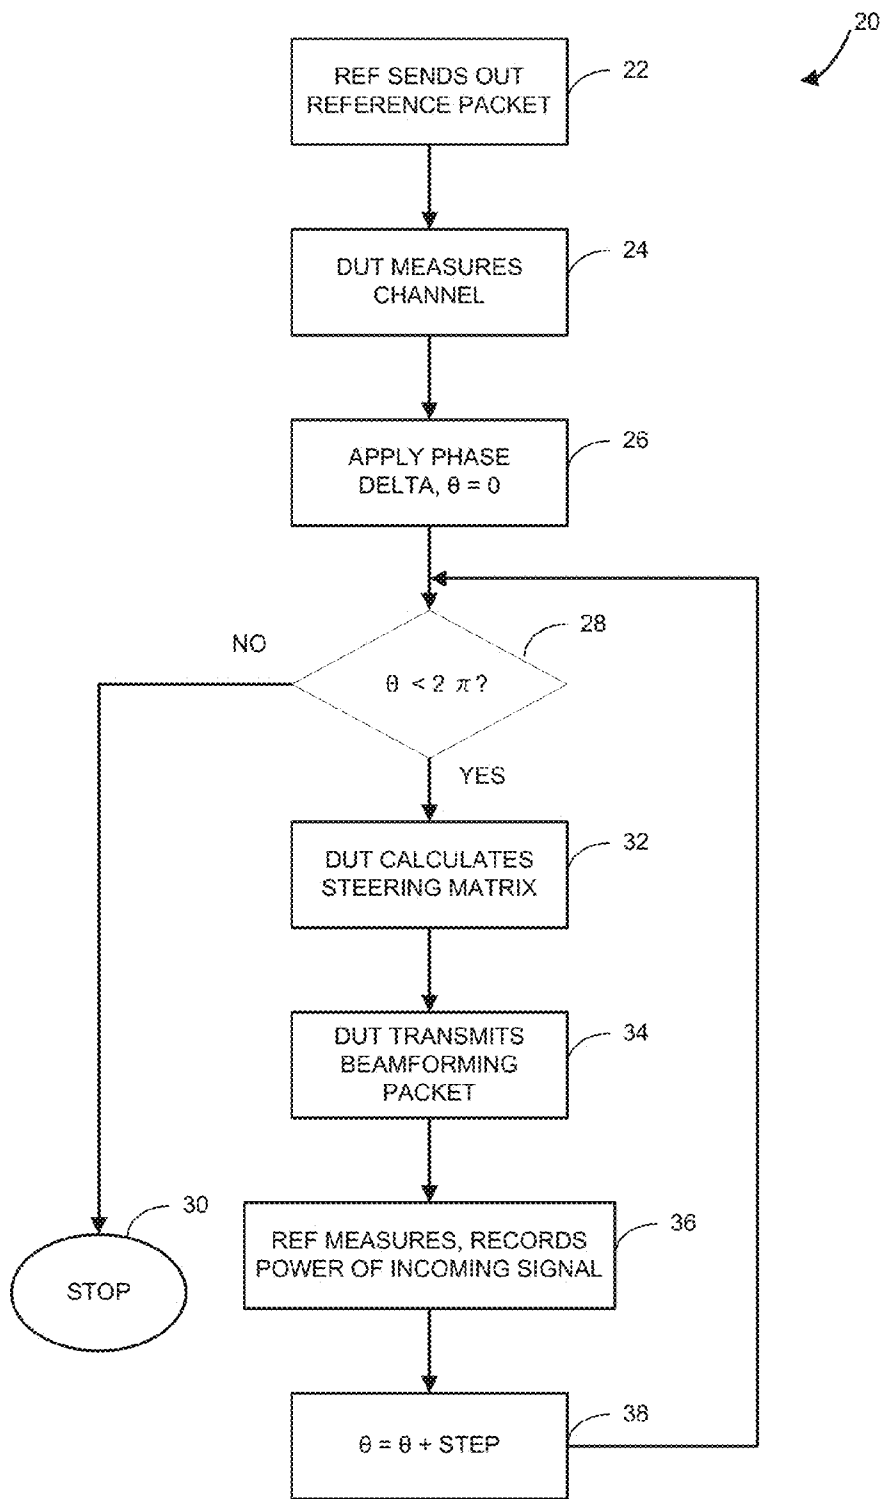 20
REF SENDS OUT
REFERENCE PACKET
22
DUT MEASURES
CHANNEL
24
APPLY PHASE
DELTA, θ = 0
26
28
NO
θ < 2 π?
YES
DUT CALCULATES
STEERING MATRIX
32
DUT TRANSMITS
BEAMFORMING
PACKET
34
30
STOP
REF MEASURES, RECORDS
POWER OF INCOMING SIGNAL
36
θ = θ + STEP
38